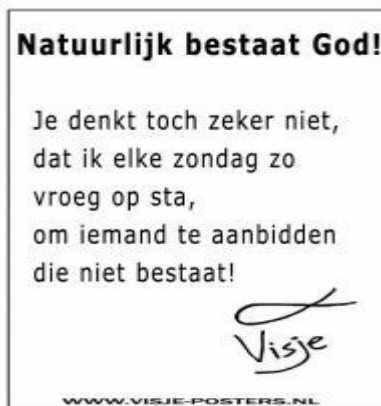 Natuurlijk bestaat God!
Je denkt toch zeker niet,
dat ik elke zondag zo
vroeg op sta,
om iemand te aanbidden
die niet bestaat!
Visje
WWW.VISJE-POSTERS.NL